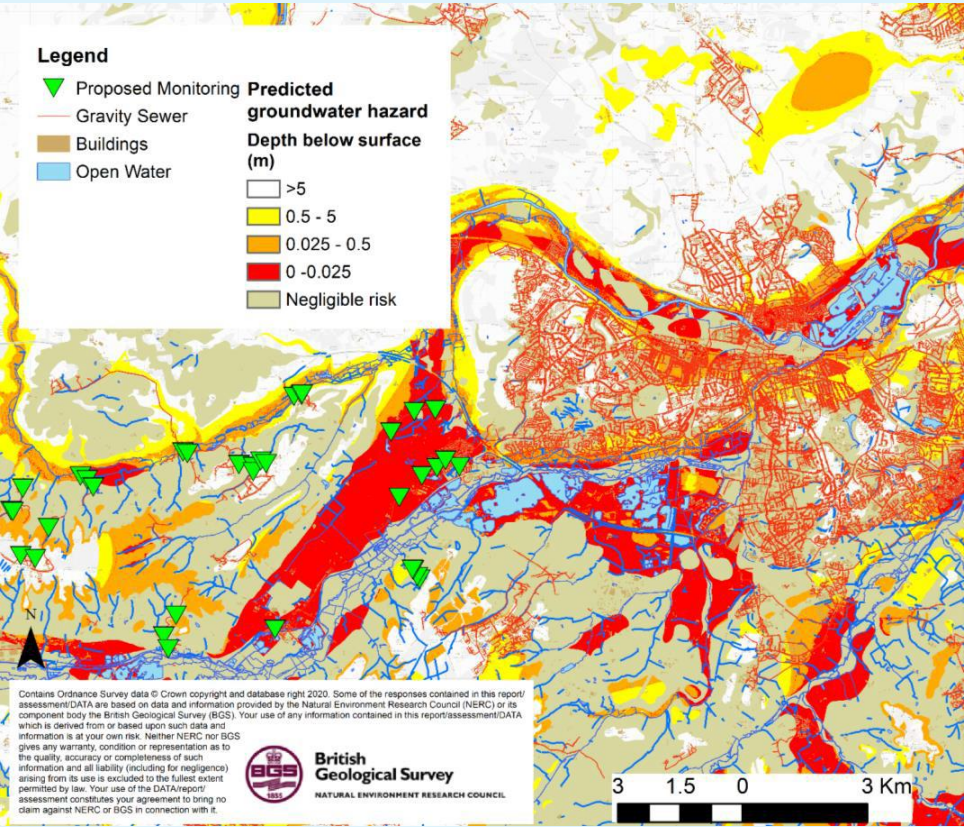 Legend
Proposed Monitoring
Gravity Sewer
Buildings
Open Water
Predicted
groundwater hazard
Depth below surface
(m)
>5
0.5 - 5
0.025 - 0.5
0 -0.025
Negligible risk
N
Contains Ordnance Survey data © Crown copyright and database right 2020. Some of the responses contained in this report/
assessment/DATA are based on data and information provided by the Natural Environment Research Council (NERC) or its
component body the British Geological Survey (BGS). Your use of any information contained in this report/assessment/DATA
which is derived from or based upon such data and
information is at your own risk. Neither NERC nor BGS
gives any warranty, condition or representation as to
the quality, accuracy or completeness of such
information and all liability (including for negligence)
arising from its use is excluded to the fullest extent
permitted by law. Your use of the DATA/report/
assessment constitutes your agreement to bring no
claim against NERC or BGS in connection with it.
BGS
1835
British
Geological Survey
NATURAL ENVIRONMENT RESEARCH COUNCIL
3 1.5 0 3 Km